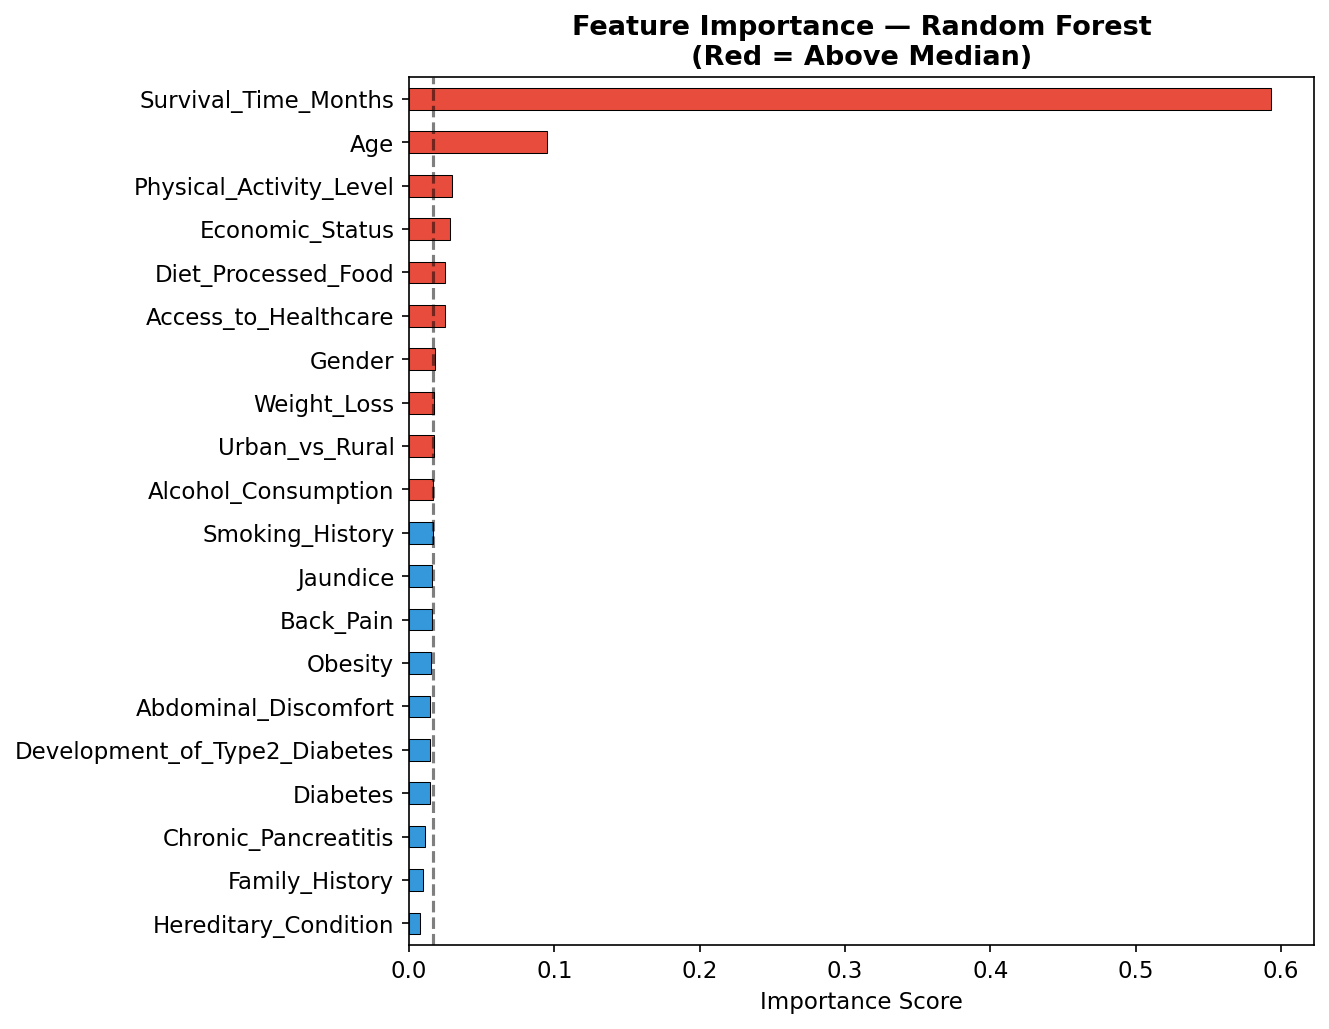 Feature Importance — Random Forest
(Red = Above Median)
Survival_Time_Months
Age
Physical_Activity_Level
Economic_Status
Diet_Processed_Food
Access_to_Healthcare
Gender
Weight_Loss
Urban_vs_Rural
Alcohol_Consumption
Smoking_History
Jaundice
Back_Pain
Obesity
Abdominal_Discomfort
Development_of_Type2_Diabetes
Diabetes
Chronic_Pancreatitis
Family_History
Hereditary_Condition
0.0 0.1 0.2 0.3 0.4 0.5 0.6
Importance Score